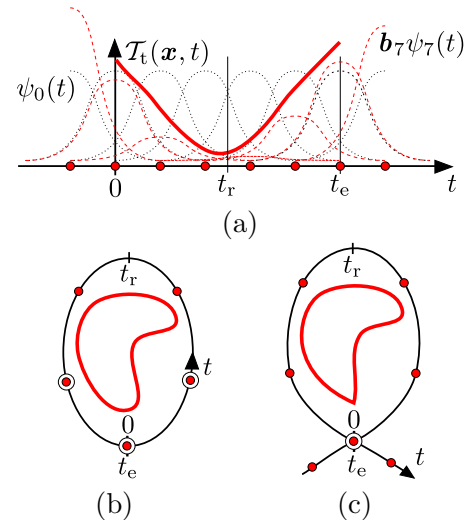 𝒯ₜ(𝒙, t)
𝒃₇ψ₇(t)
ψ₀(t)
0 tᵣ tₑ t
(a)
tᵣ tᵣ
t
0 0
tₑ tₑ t
(b) (c)